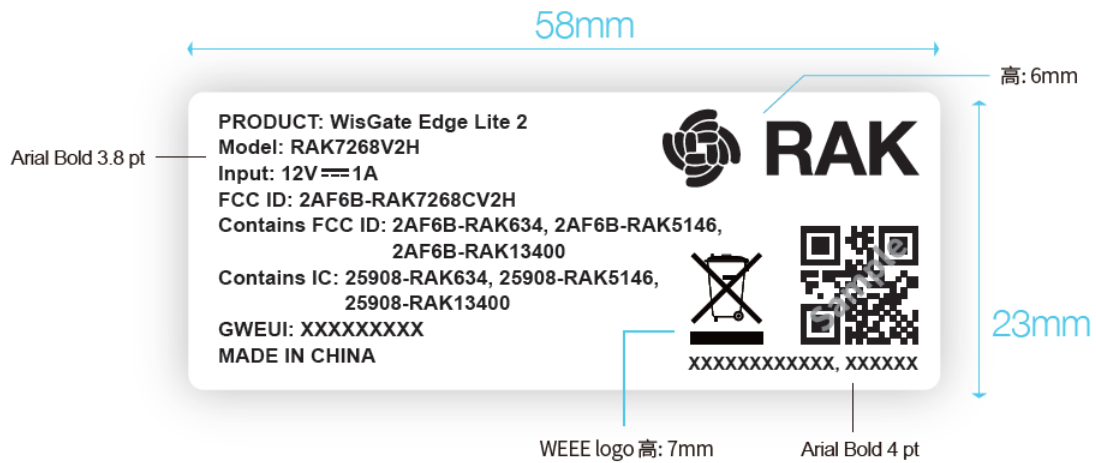 58mm
高: 6mm
PRODUCT: WisGate Edge Lite 2
Model: RAK7268V2H
Input: 12V⎓1A
FCC ID: 2AF6B-RAK7268CV2H
Contains FCC ID: 2AF6B-RAK634, 2AF6B-RAK5146,
2AF6B-RAK13400
Contains IC: 25908-RAK634, 25908-RAK5146,
25908-RAK13400
GWEUI: XXXXXXXXX
MADE IN CHINA
Arial Bold 3.8 pt
RAK
Sample
XXXXXXXXXXXX, XXXXXX
23mm
WEEE logo 高: 7mm
Arial Bold 4 pt